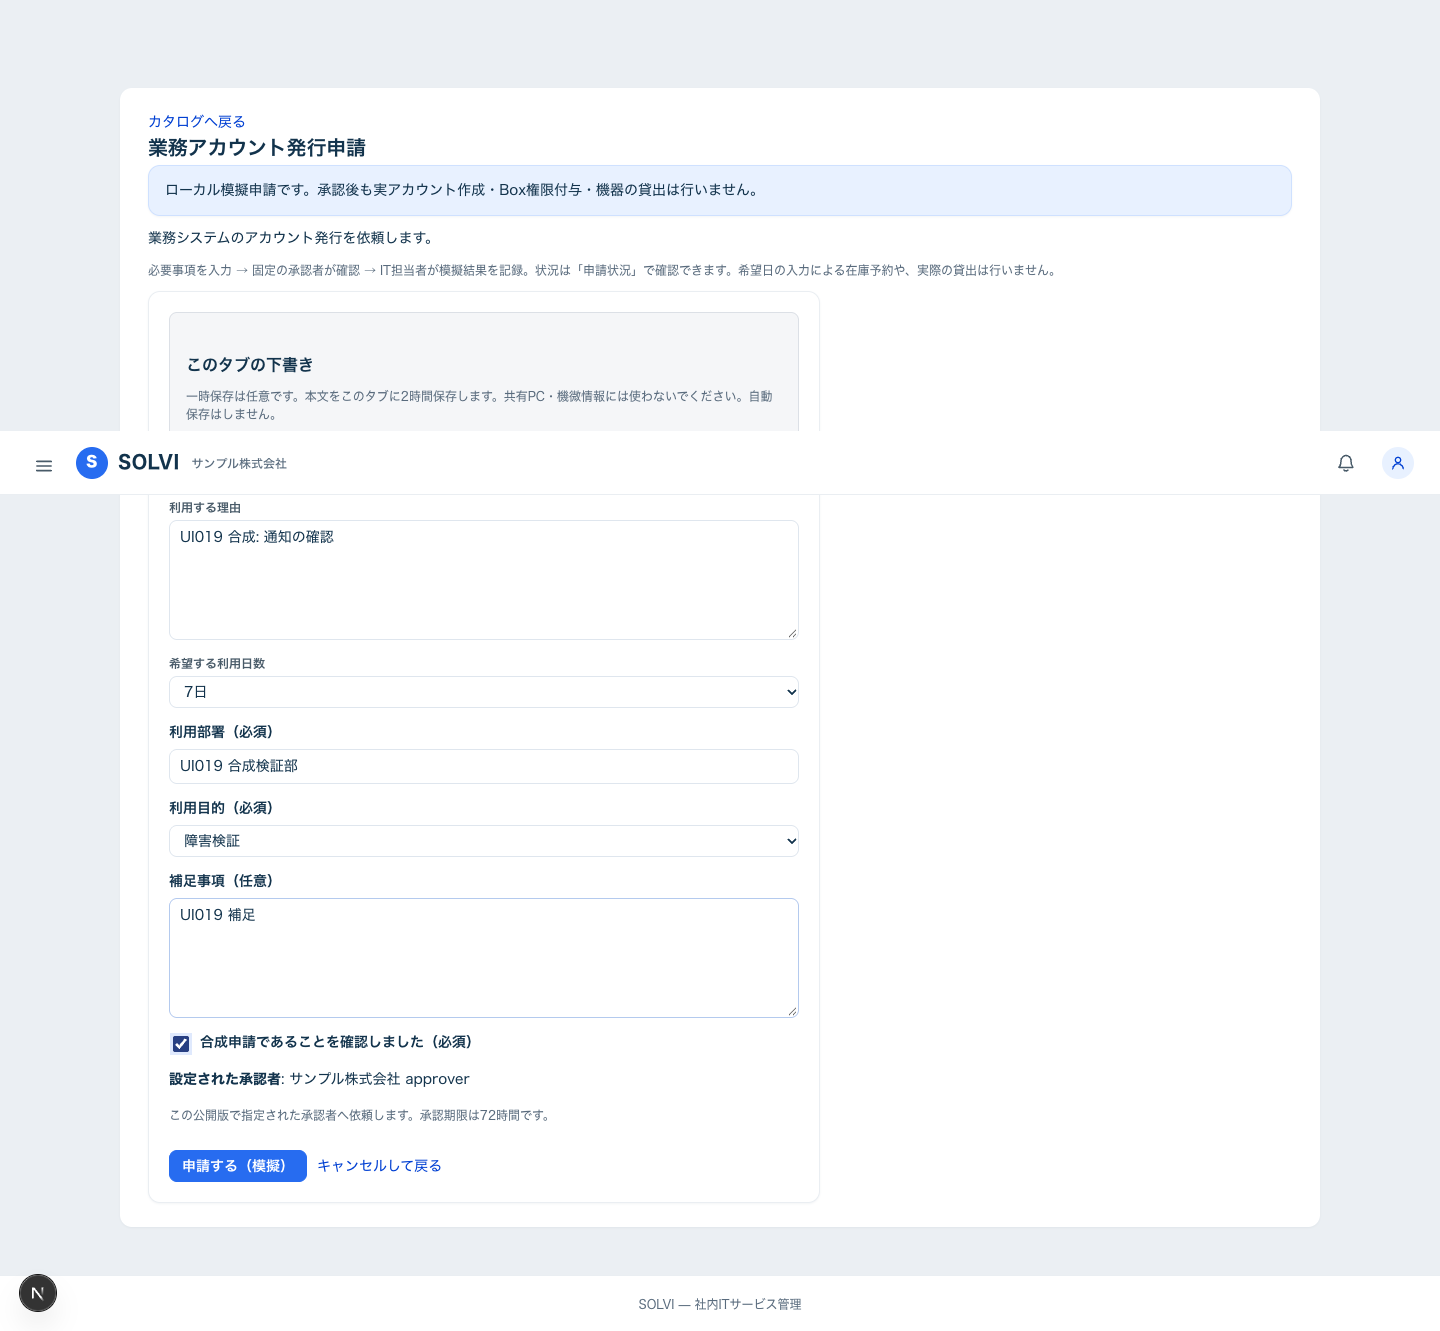 カタログへ戻る
業務アカウント発行申請
ローカル模擬申請です。承認後も実アカウント作成・Box権限付与・機器の貸出は行いません。
業務システムのアカウント発行を依頼します。
必要事項を入力 → 固定の承認者が確認 → IT担当者が模擬結果を記録。状況は「申請状況」で確認できます。希望日の入力による在庫予約や、実際の貸出は行いません。
このタブの下書き
一時保存は任意です。本文をこのタブに2時間保存します。共有PC・機微情報には使わないでください。自動
保存はしません。
S SOLVI サンプル株式会社
利用する理由
UI019 合成: 通知の確認
希望する利用日数
7日
利用部署（必須）
UI019 合成検証部
利用目的（必須）
障害検証
補足事項（任意）
UI019 補足
合成申請であることを確認しました（必須）
設定された承認者: サンプル株式会社 approver
この公開版で指定された承認者へ依頼します。承認期限は72時間です。
申請する（模擬） キャンセルして戻る
N
SOLVI — 社内ITサービス管理